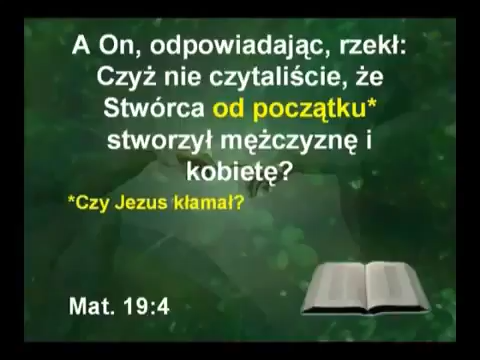 A On, odpowiadając, rzekł:
Czyż nie czytaliście, że
Stwórca od początku*
stworzył mężczyznę i
kobietę?
*Czy Jezus kłamał?
Mat. 19:4